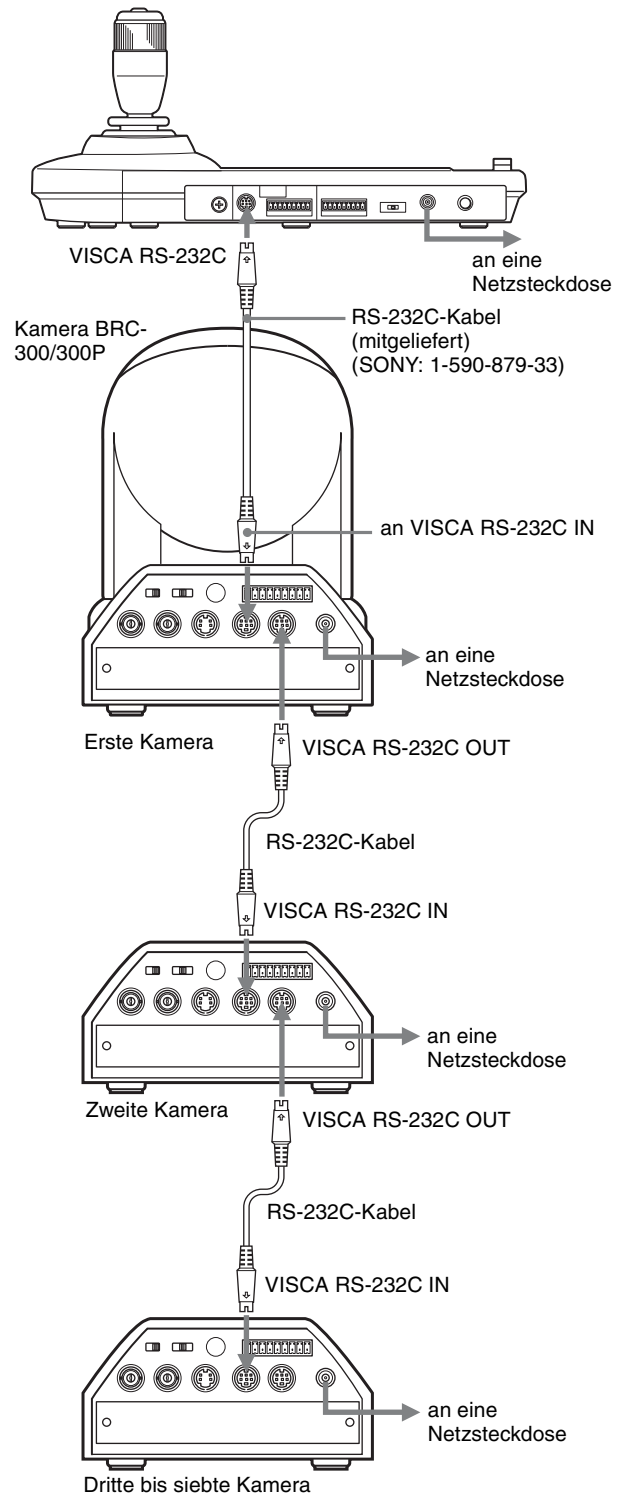 VISCA RS-232C
an eine
Netzsteckdose
Kamera BRC-
300/300P
RS-232C-Kabel
(mitgeliefert)
(SONY: 1-590-879-33)
an VISCA RS-232C IN
an eine
Netzsteckdose
Erste Kamera
VISCA RS-232C OUT
RS-232C-Kabel
VISCA RS-232C IN
an eine
Netzsteckdose
Zweite Kamera
VISCA RS-232C OUT
RS-232C-Kabel
VISCA RS-232C IN
an eine
Netzsteckdose
Dritte bis siebte Kamera